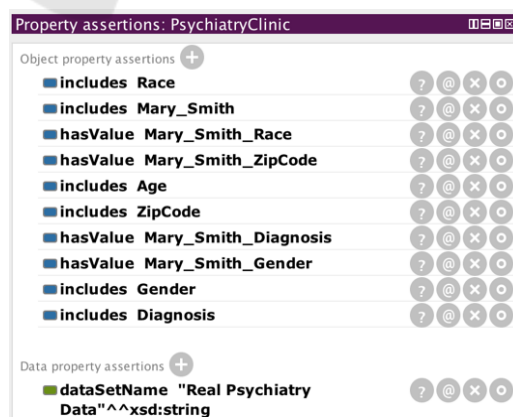 Property assertions: PsychiatryClinic
Object property assertions
includes Race
includes Mary_Smith
hasValue Mary_Smith_Race
hasValue Mary_Smith_ZipCode
includes Age
includes ZipCode
hasValue Mary_Smith_Diagnosis
hasValue Mary_Smith_Gender
includes Gender
includes Diagnosis
Data property assertions
dataSetName "Real Psychiatry
Data"^^xsd:string